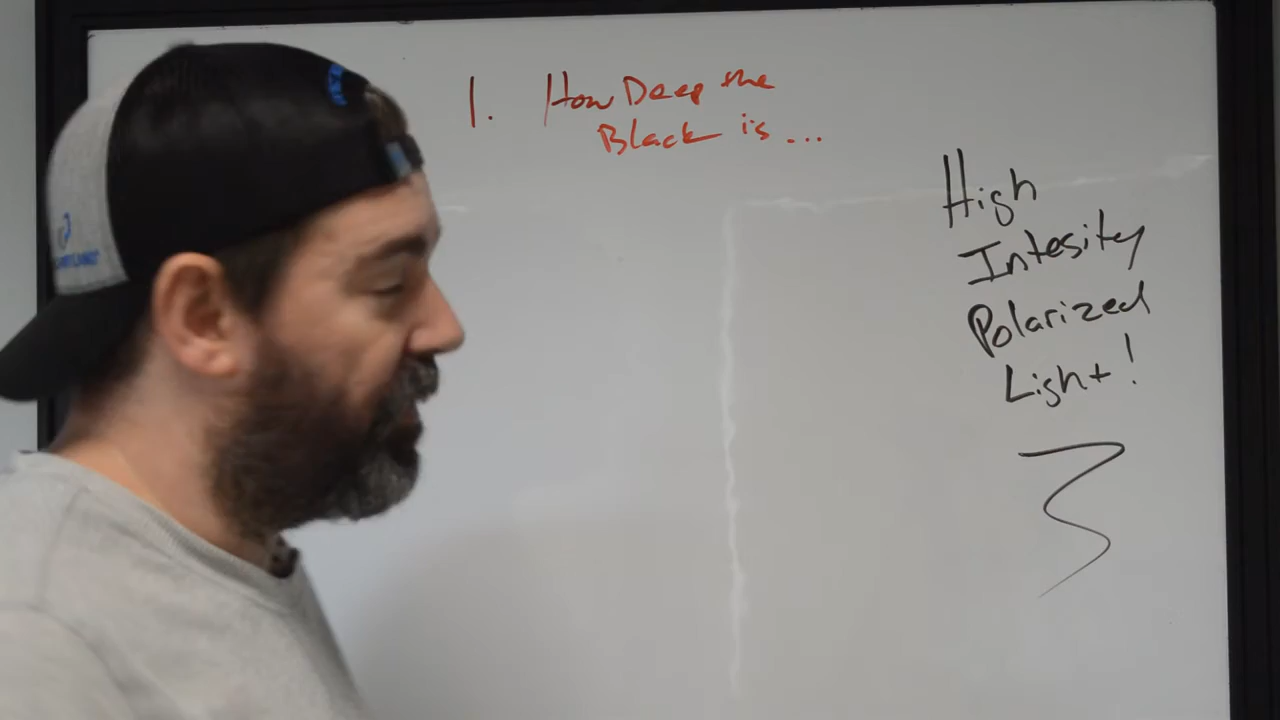 1. How Deep the
Black is ...
High
Intesity
Polarized
Light!